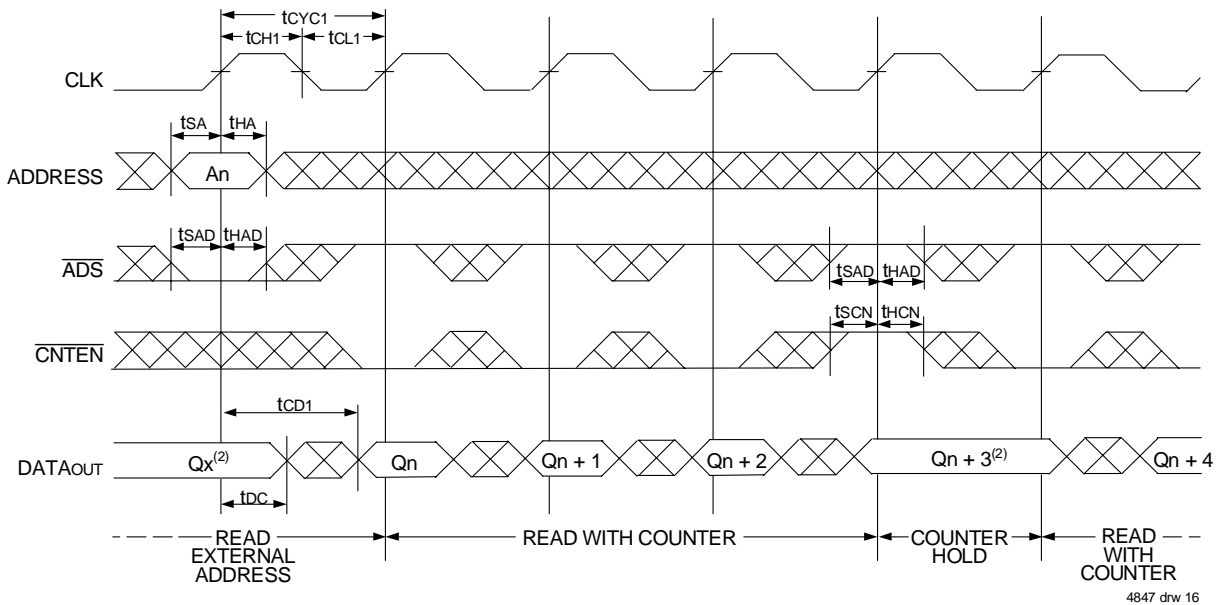 tCYC1
tCH1 tCL1
CLK
tSA tHA
ADDRESS An
tSAD tHAD
ADS
tSAD tHAD
tSCN tHCN
CNTEN
tCD1
DATAOUT Qx(2) Qn Qn + 1 Qn + 2 Qn + 3(2) Qn + 4
tDC
READ EXTERNAL ADDRESS
READ WITH COUNTER
COUNTER HOLD
READ WITH COUNTER
4847 drw 16